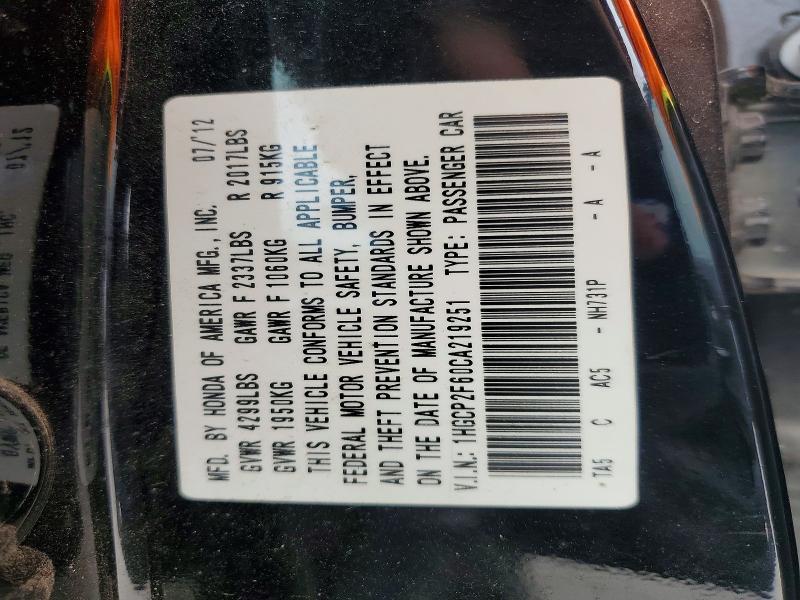 MFD. BY HONDA OF AMERICA MFG., INC. 07/12
GVWR 4299LBS GAWR F 2337LBS R 2017LBS
GVWR 1950KG GAWR F 1060KG R 915KG
THIS VEHICLE CONFORMS TO ALL APPLICABLE
FEDERAL MOTOR VEHICLE SAFETY, BUMPER,
AND THEFT PREVENTION STANDARDS IN EFFECT
ON THE DATE OF MANUFACTURE SHOWN ABOVE.
V.I.N.: 1HGCP2F60CA219251 TYPE: PASSENGER CAR
*TA5 C AC5 - NH731P - A - A